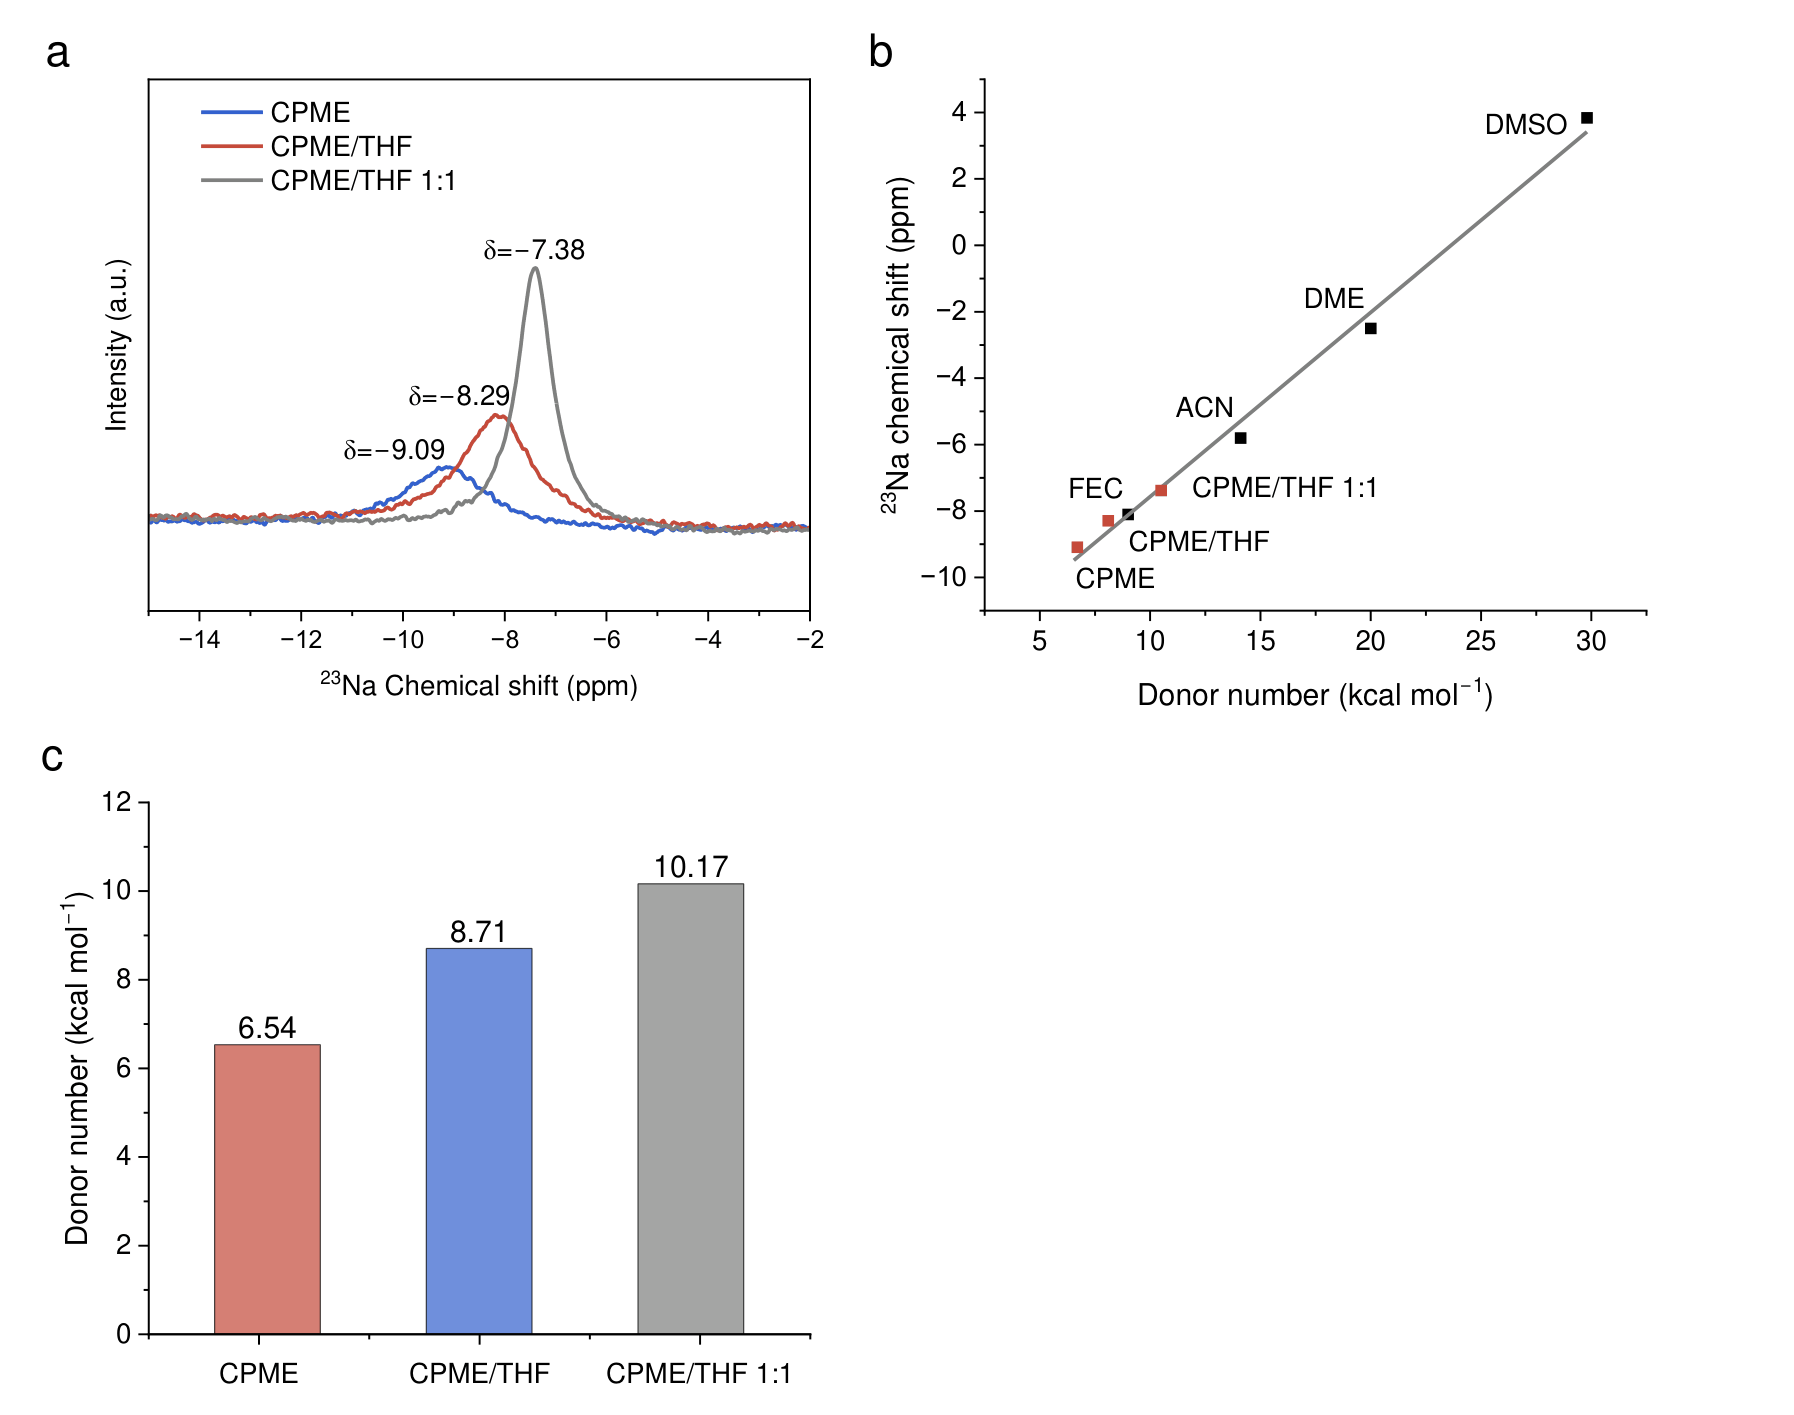 a
CPME
CPME/THF
CPME/THF 1:1
δ=−7.38
δ=−8.29
δ=−9.09
Intensity (a.u.)
−14 −12 −10 −8 −6 −4 −2
²³Na Chemical shift (ppm)
b
4
2
0
−2
−4
−6
−8
−10
²³Na chemical shift (ppm)
DMSO
DME
ACN
FEC
CPME/THF 1:1
CPME/THF
CPME
5 10 15 20 25 30
Donor number (kcal mol⁻¹)
c
12
10
8
6
4
2
0
Donor number (kcal mol⁻¹)
6.54
8.71
10.17
CPME CPME/THF CPME/THF 1:1